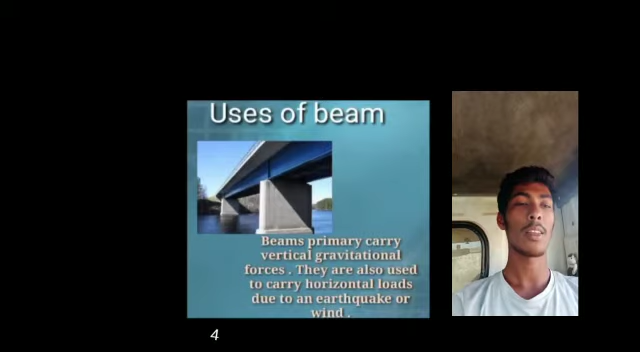 Uses of beam
Beams primary carry
vertical gravitational
forces . They are also used
to carry horizontal loads
due to an earthquake or
wind .
4